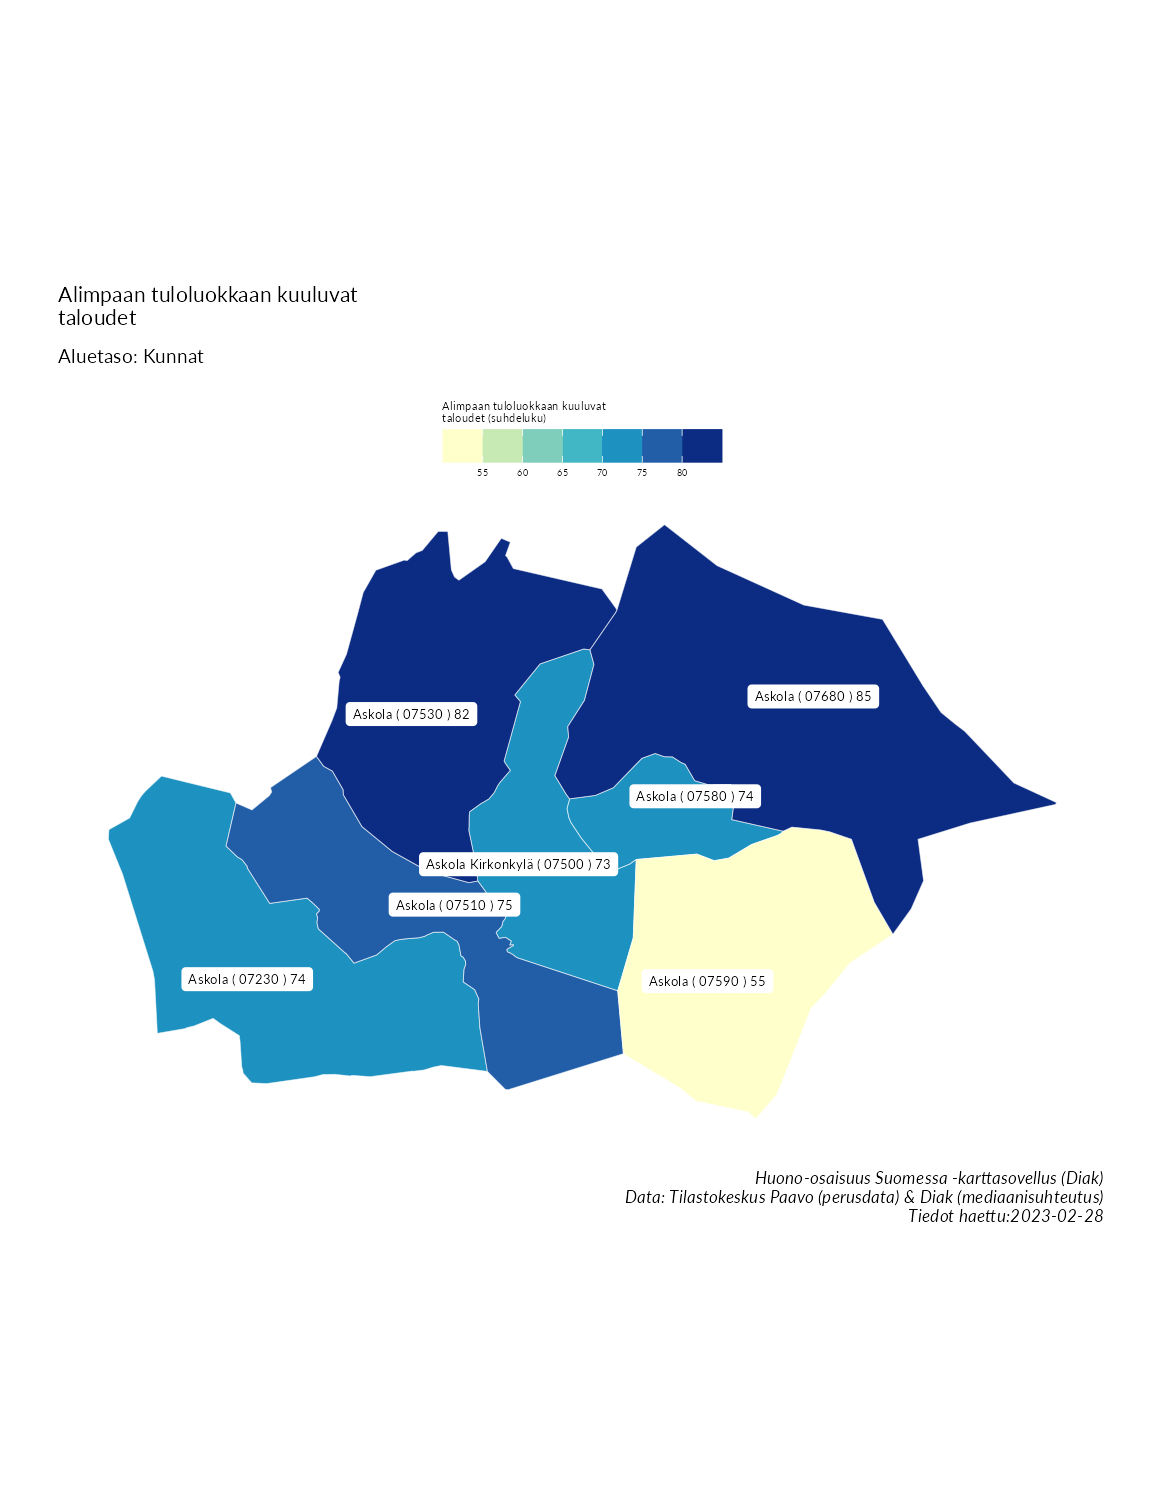 Alimpaan tuloluokkaan kuuluvat
taloudet
Aluetaso: Kunnat
Alimpaan tuloluokkaan kuuluvat
taloudet (suhdeluku)
55 60 65 70 75 80
Askola ( 07680 ) 85
Askola ( 07530 ) 82
Askola ( 07580 ) 74
Askola Kirkonkylä ( 07500 ) 73
Askola ( 07510 ) 75
Askola ( 07230 ) 74
Askola ( 07590 ) 55
Huono-osaisuus Suomessa -karttasovellus (Diak)
Data: Tilastokeskus Paavo (perusdata) & Diak (mediaanisuhteutus)
Tiedot haettu:2023-02-28